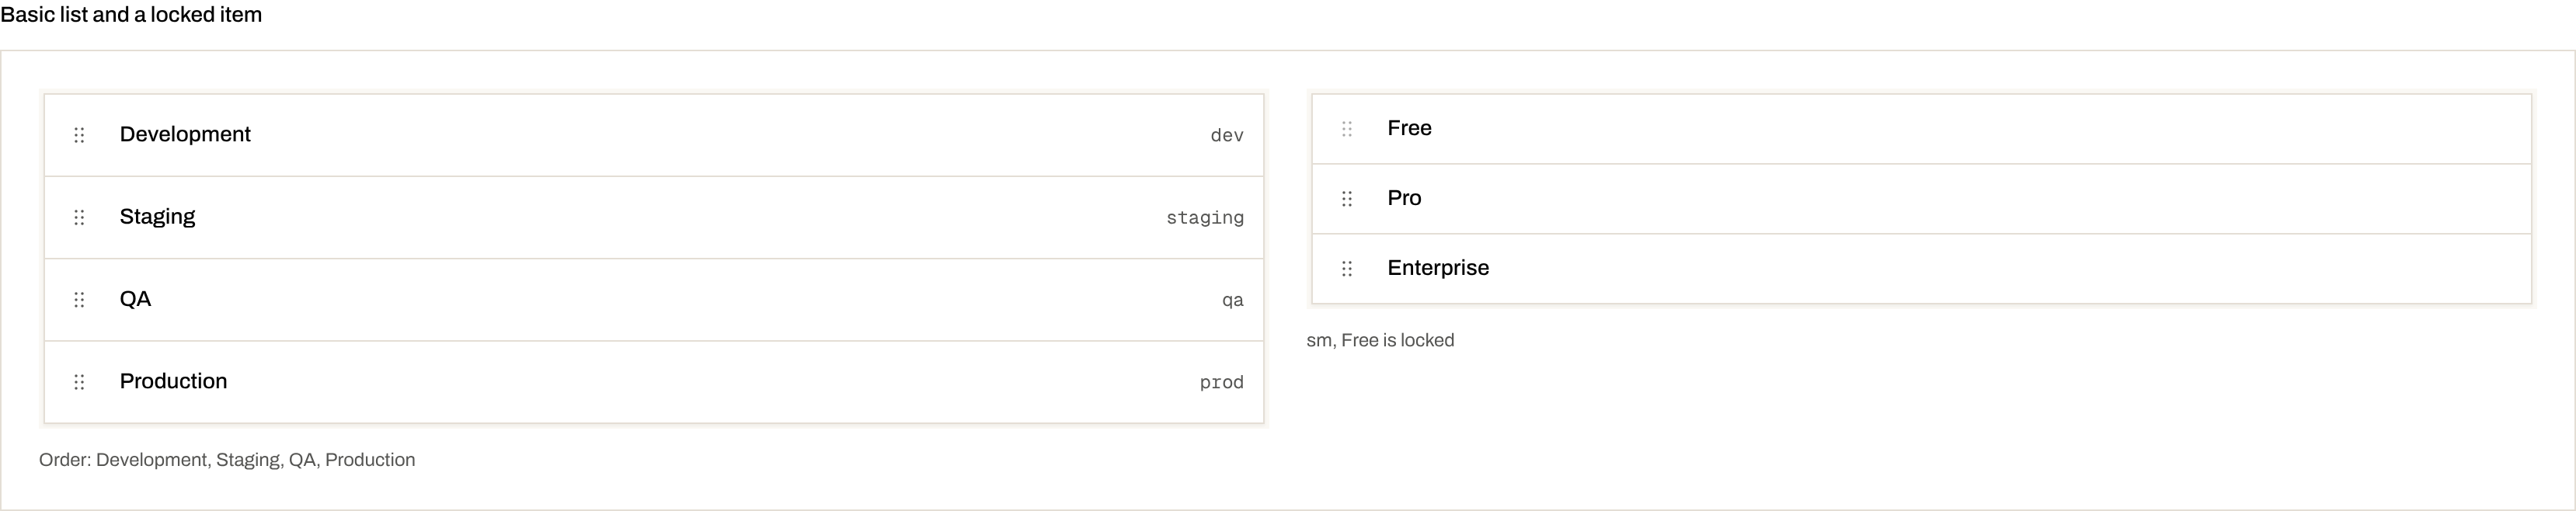 Basic list and a locked item
Development dev
Staging staging
QA qa
Production prod
Order: Development, Staging, QA, Production
Free
Pro
Enterprise
sm, Free is locked